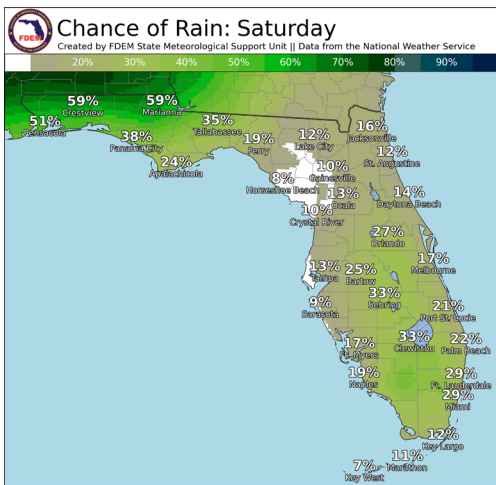 FDEM
Chance of Rain: Saturday
Created by FDEM State Meteorological Support Unit || Data from the National Weather Service
20% 30% 40% 50% 60% 70% 80% 90%
59%
Crestview
59%
Marianna
51%
Pensacola
35%
Tallahassee
38%
Panama City
19%
Perry
12%
Lake City
16%
Jacksonville
24%
Apalachicola
12%
St. Augustine
10%
Gainesville
8%
Horseshoe Beach
13%
Ocala
14%
Daytona Beach
10%
Crystal River
27%
Orlando
13%
Tampa
25%
Bartow
17%
Melbourne
33%
Sebring
9%
Sarasota
21%
Port St. Lucie
33%
Clewiston
22%
Palm Beach
17%
Ft. Myers
19%
Naples
29%
Ft. Lauderdale
29%
Miami
12%
Key Largo
11%
Marathon
7%
Key West